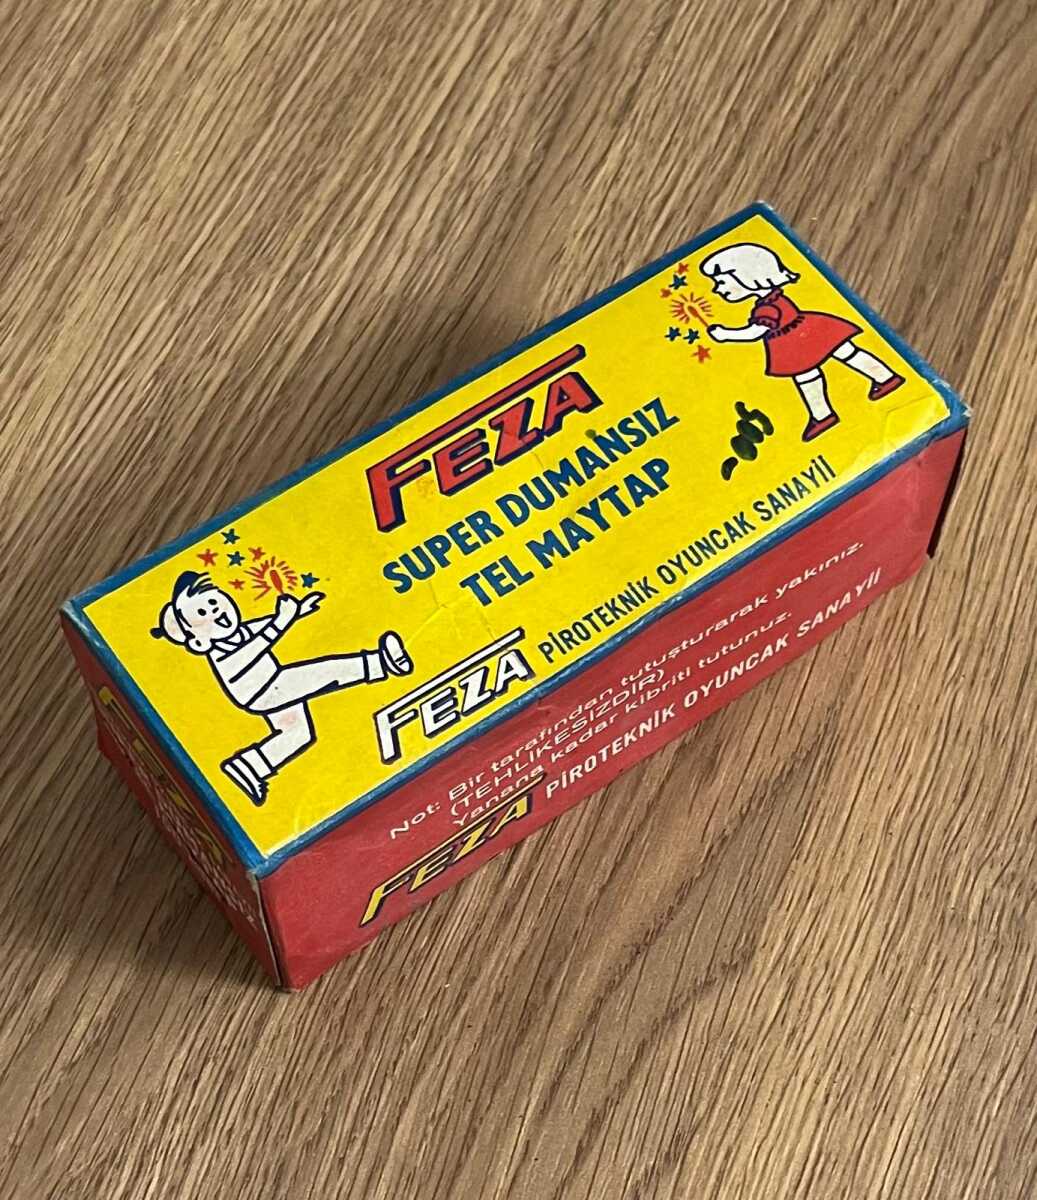 FEZA
SUPER DUMANSIZ
TEL MAYTAP
FEZA PİROTEKNİK OYUNCAK SANAYİİ
Not: Bir tarafından tutuşturarak yakınız.
(TEHLİKESİZDİR)
Yanana kadar kibriti tutunuz.
FEZA PİROTEKNİK OYUNCAK SANAYİİ